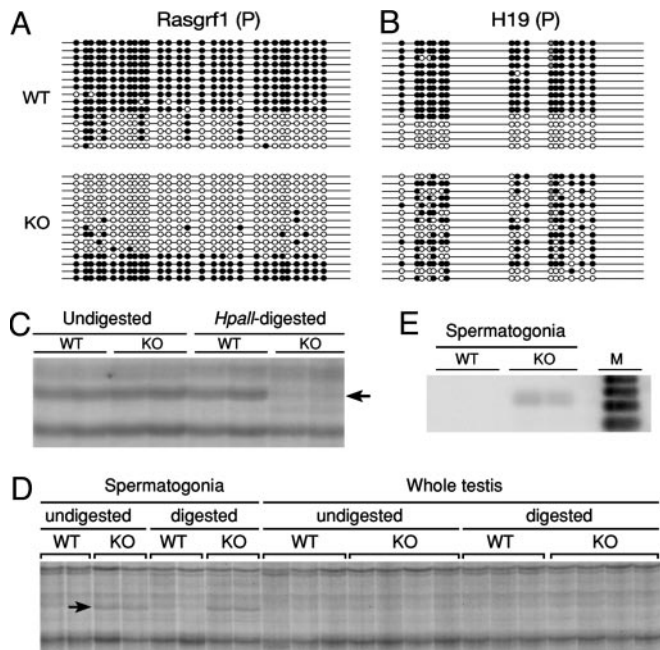 A
Rasgrf1 (P)
B
H19 (P)
WT
KO
C
Undigested
HpaII-digested
WT KO WT KO
E
Spermatogonia
WT KO M
D
Spermatogonia
Whole testis
undigested digested undigested digested
WT KO WT KO WT KO WT KO